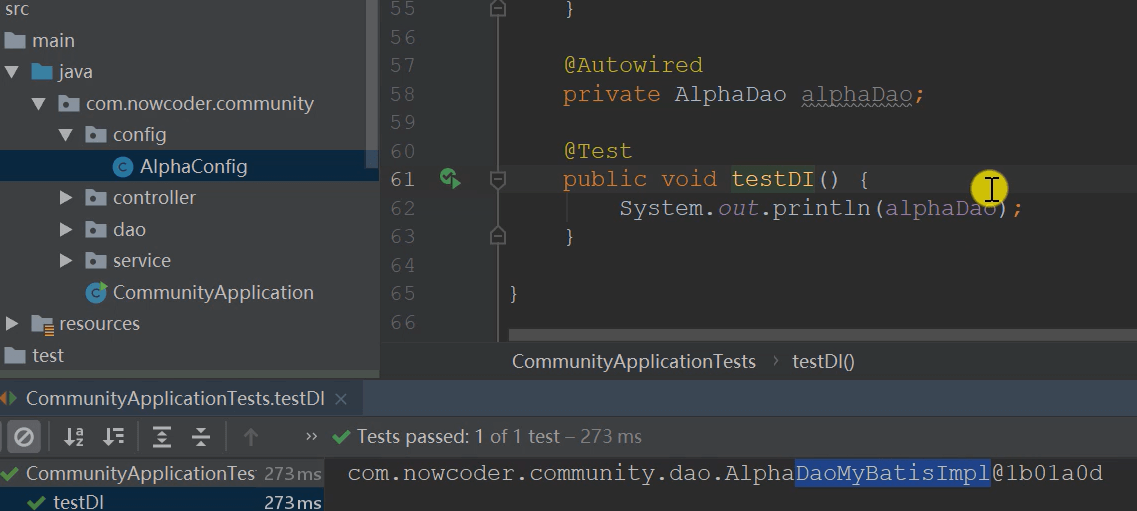 src
main
java
com.nowcoder.community
config
AlphaConfig
controller
dao
service
CommunityApplication
resources
test
55 }
56
57 @Autowired
58 private AlphaDao alphaDao;
59
60 @Test
61 public void testDI() {
62 System.out.println(alphaDao);
63 }
64
65 }
66
CommunityApplicationTests › testDI()
CommunityApplicationTests.testDI ×
» Tests passed: 1 of 1 test – 273 ms
CommunityApplicationTes 273 ms
testDI 273 ms
com.nowcoder.community.dao.AlphaDaoMyBatisImpl@1b01a0d